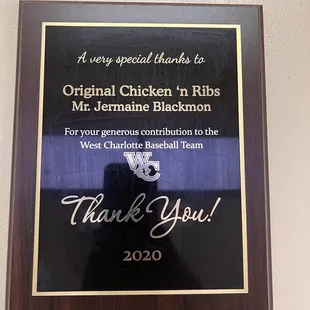 A very special thanks to
Original Chicken 'n Ribs
Mr. Jermaine Blackmon
For your generous contribution to the
West Charlotte Baseball Team
WC
Thank You!
2020